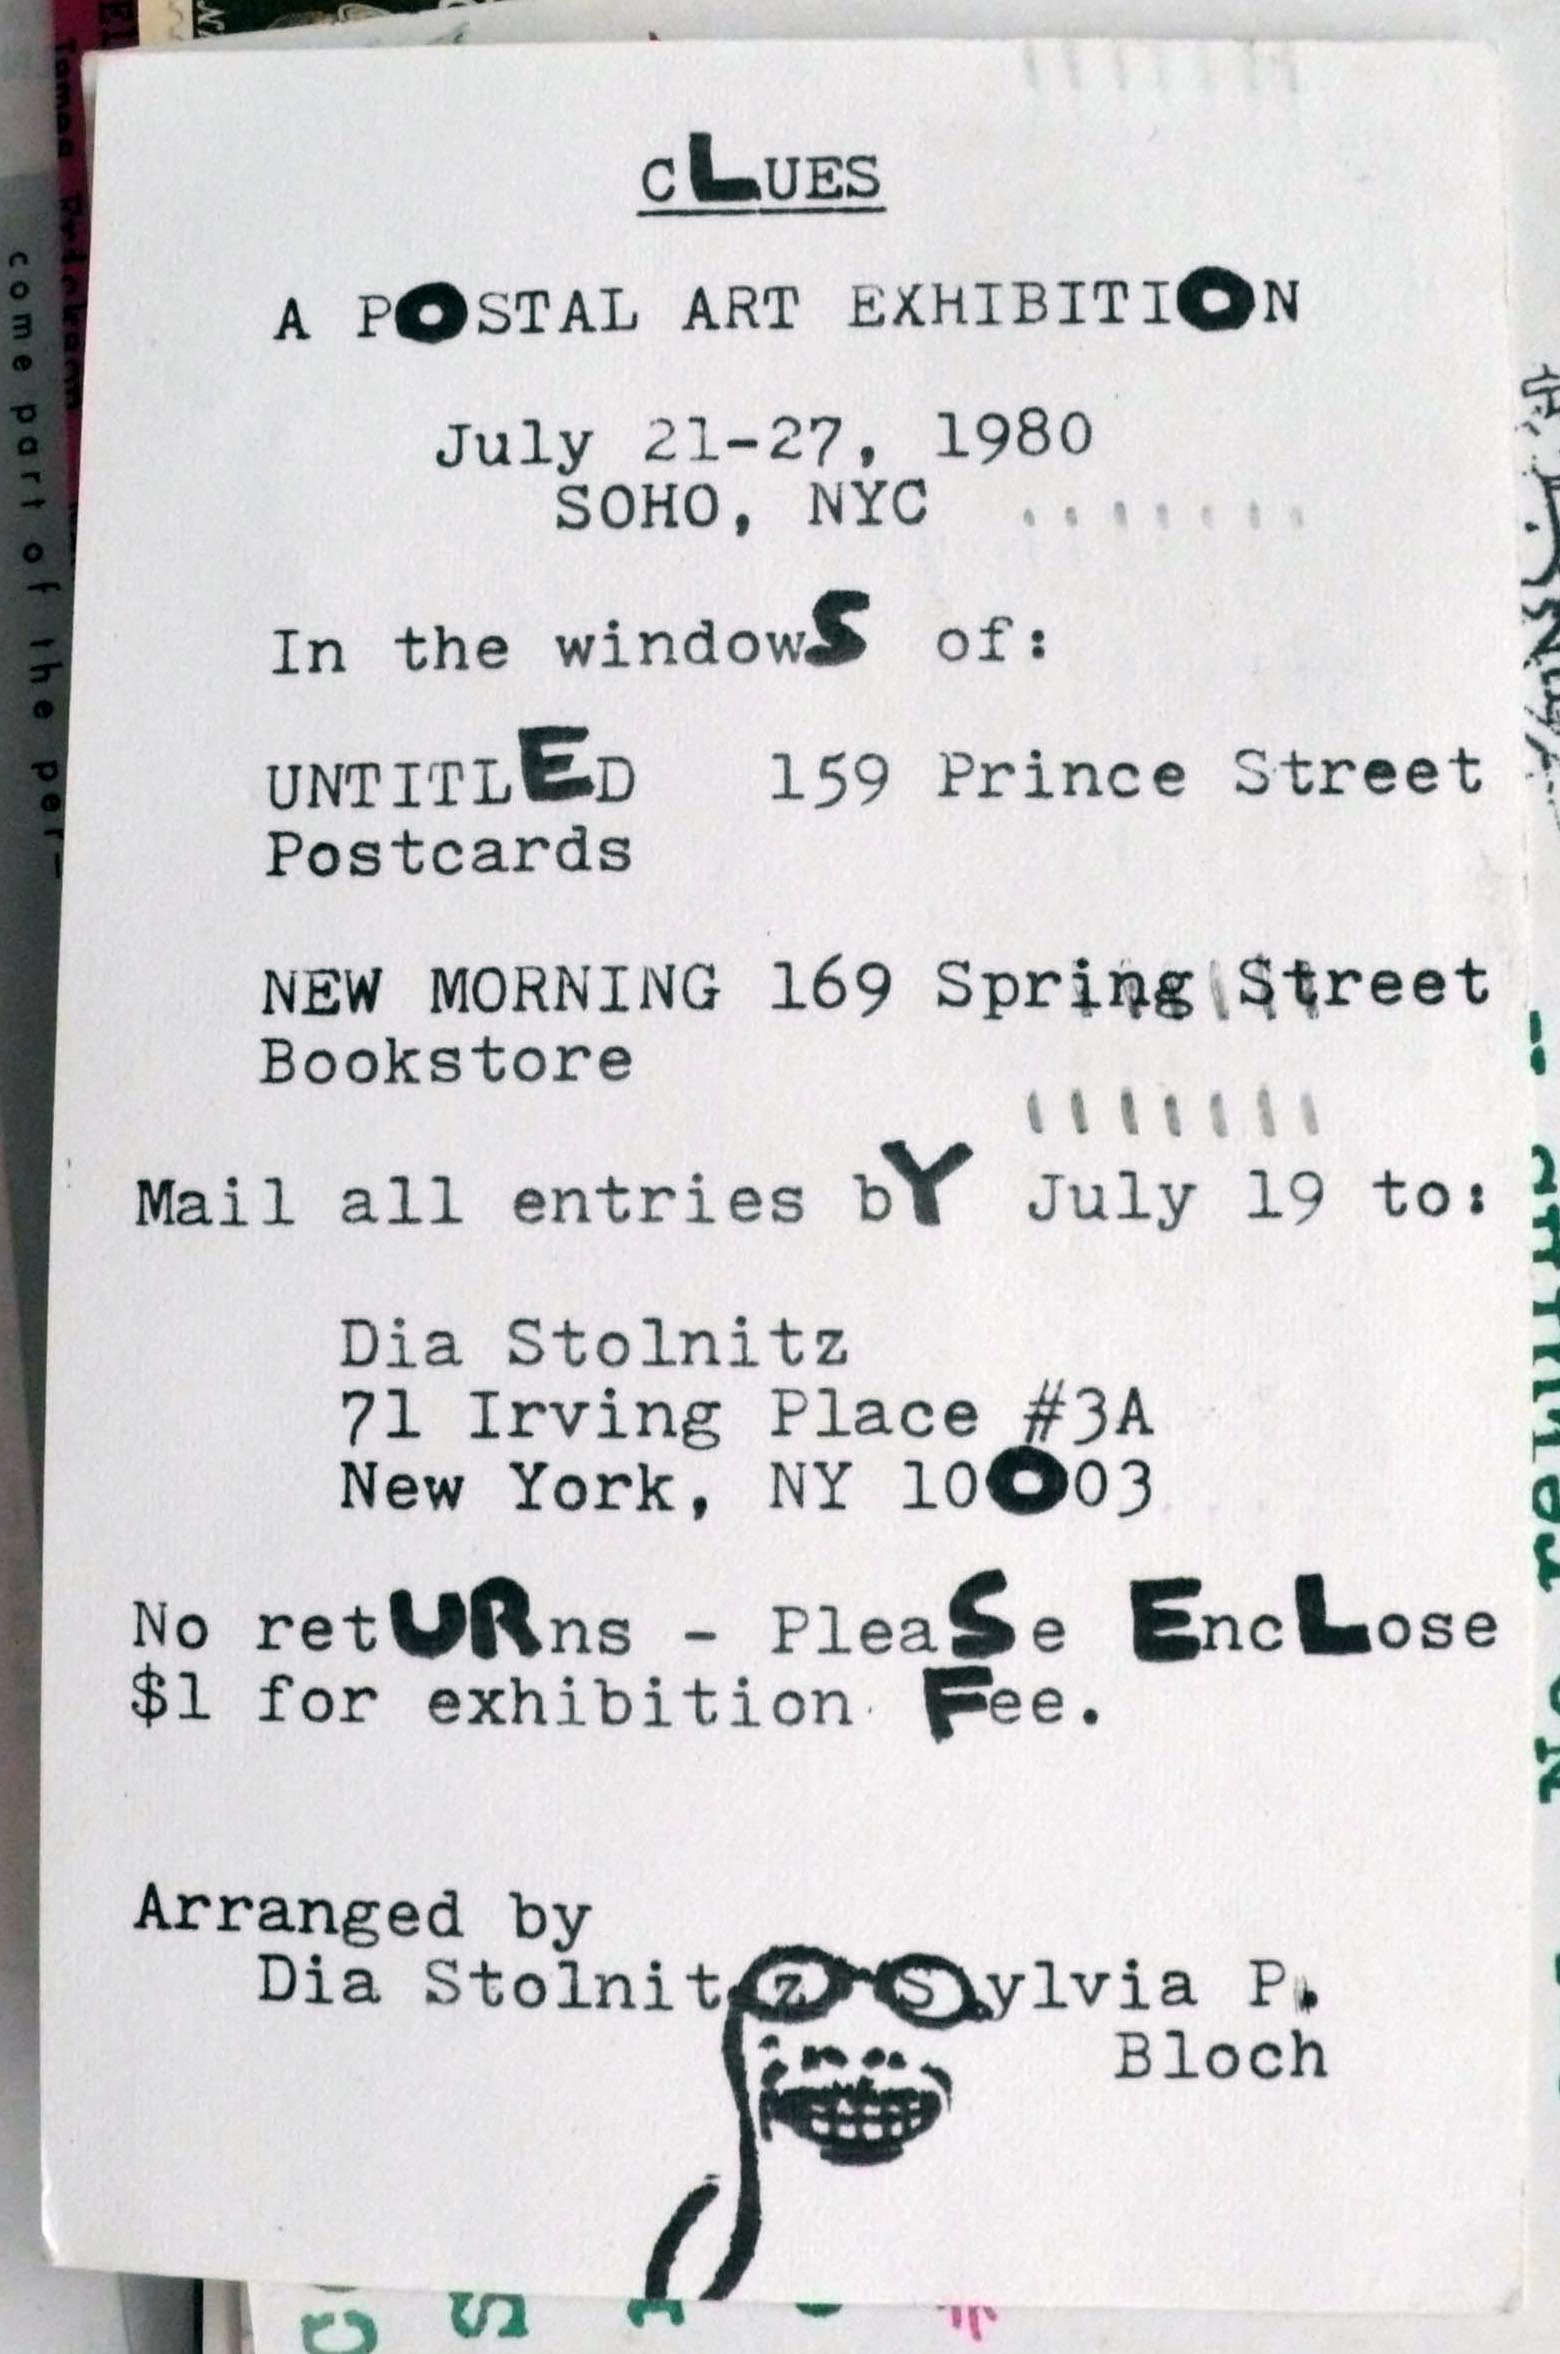 cLUES
A POSTAL ART EXHIBITION
July 21-27, 1980
SOHO, NYC
In the windowS of:
UNTITLED 159 Prince Street
Postcards
NEW MORNING 169 Spring Street
Bookstore
Mail all entries bY July 19 to:
Dia Stolnitz
71 Irving Place #3A
New York, NY 10003
No retURns - PleaSe EncLose
$1 for exhibition Fee.
Arranged by
Dia Stolnitz Sylvia P.
Bloch
come part of the per-